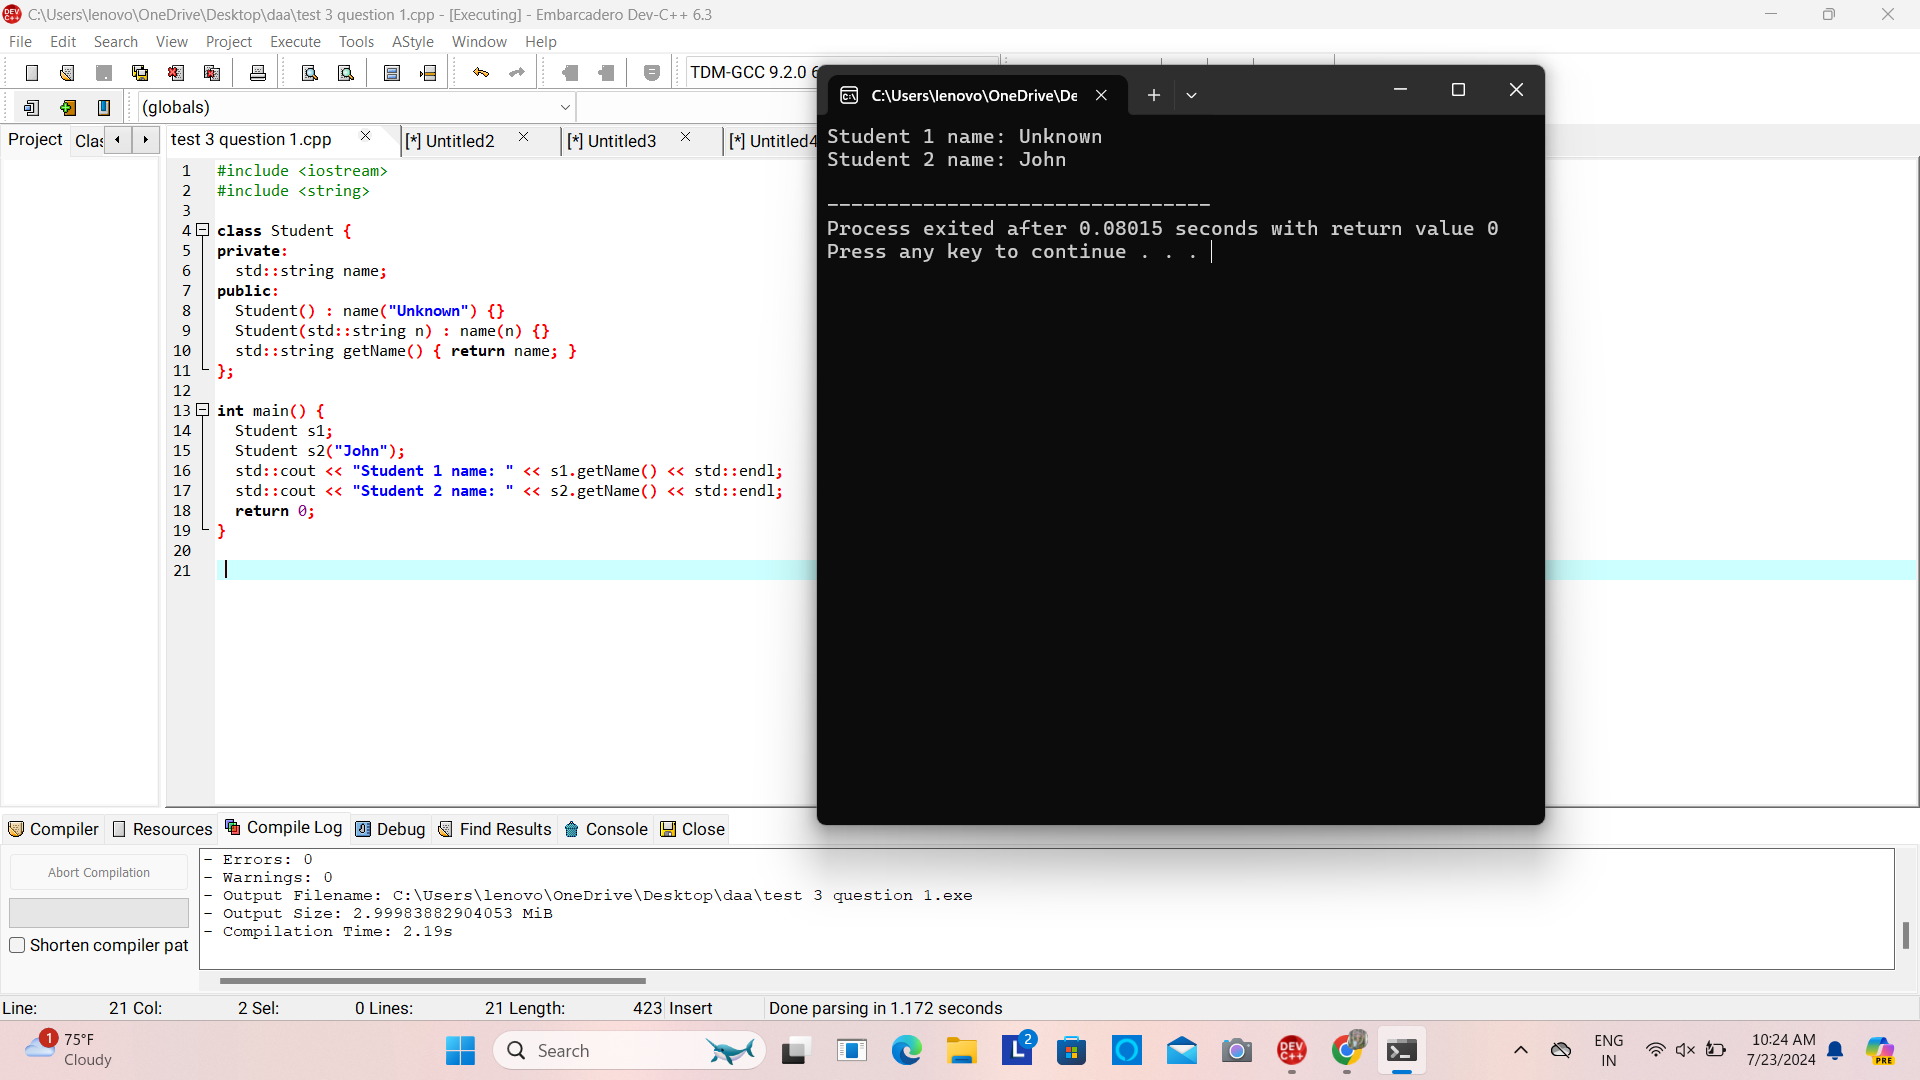 C:\Users\lenovo\OneDrive\Desktop\daa\test 3 question 1.cpp - [Executing] - Embarcadero Dev-C++ 6.3
File Edit Search View Project Execute Tools AStyle Window Help
TDM-GCC 9.2.0 6
(globals)
Project Clas
test 3 question 1.cpp
[*] Untitled2
[*] Untitled3
[*] Untitled4
1 #include <iostream>
2 #include <string>
3
4 class Student {
5 private:
6 std::string name;
7 public:
8 Student() : name("Unknown") {}
9 Student(std::string n) : name(n) {}
10 std::string getName() { return name; }
11 };
12
13 int main() {
14 Student s1;
15 Student s2("John");
16 std::cout << "Student 1 name: " << s1.getName() << std::endl;
17 std::cout << "Student 2 name: " << s2.getName() << std::endl;
18 return 0;
19 }
20
21
C:\Users\lenovo\OneDrive\De
Student 1 name: Unknown
Student 2 name: John
--------------------------------
Process exited after 0.08015 seconds with return value 0
Press any key to continue . . .
Compiler Resources Compile Log Debug Find Results Console Close
Abort Compilation
Shorten compiler pat
- Errors: 0
- Warnings: 0
- Output Filename: C:\Users\lenovo\OneDrive\Desktop\daa\test 3 question 1.exe
- Output Size: 2.99983882904053 MiB
- Compilation Time: 2.19s
Line: 21 Col: 2 Sel: 0 Lines: 21 Length: 423 Insert Done parsing in 1.172 seconds
1
75°F
Cloudy
Search
L 2
DEV C++
ENG
IN
10:24 AM
7/23/2024
PRE